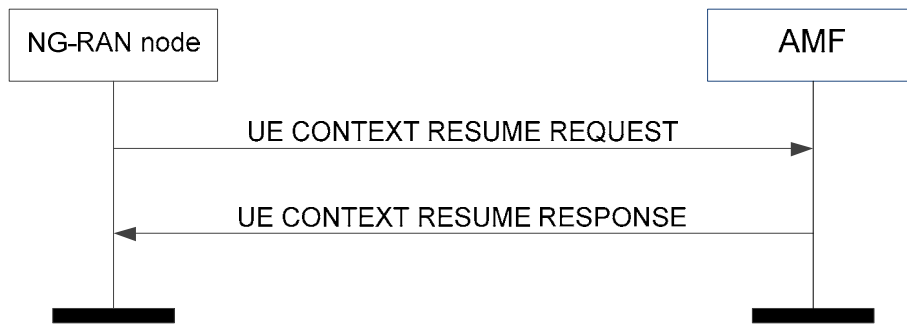 NG-RAN node
AMF
UE CONTEXT RESUME REQUEST
UE CONTEXT RESUME RESPONSE